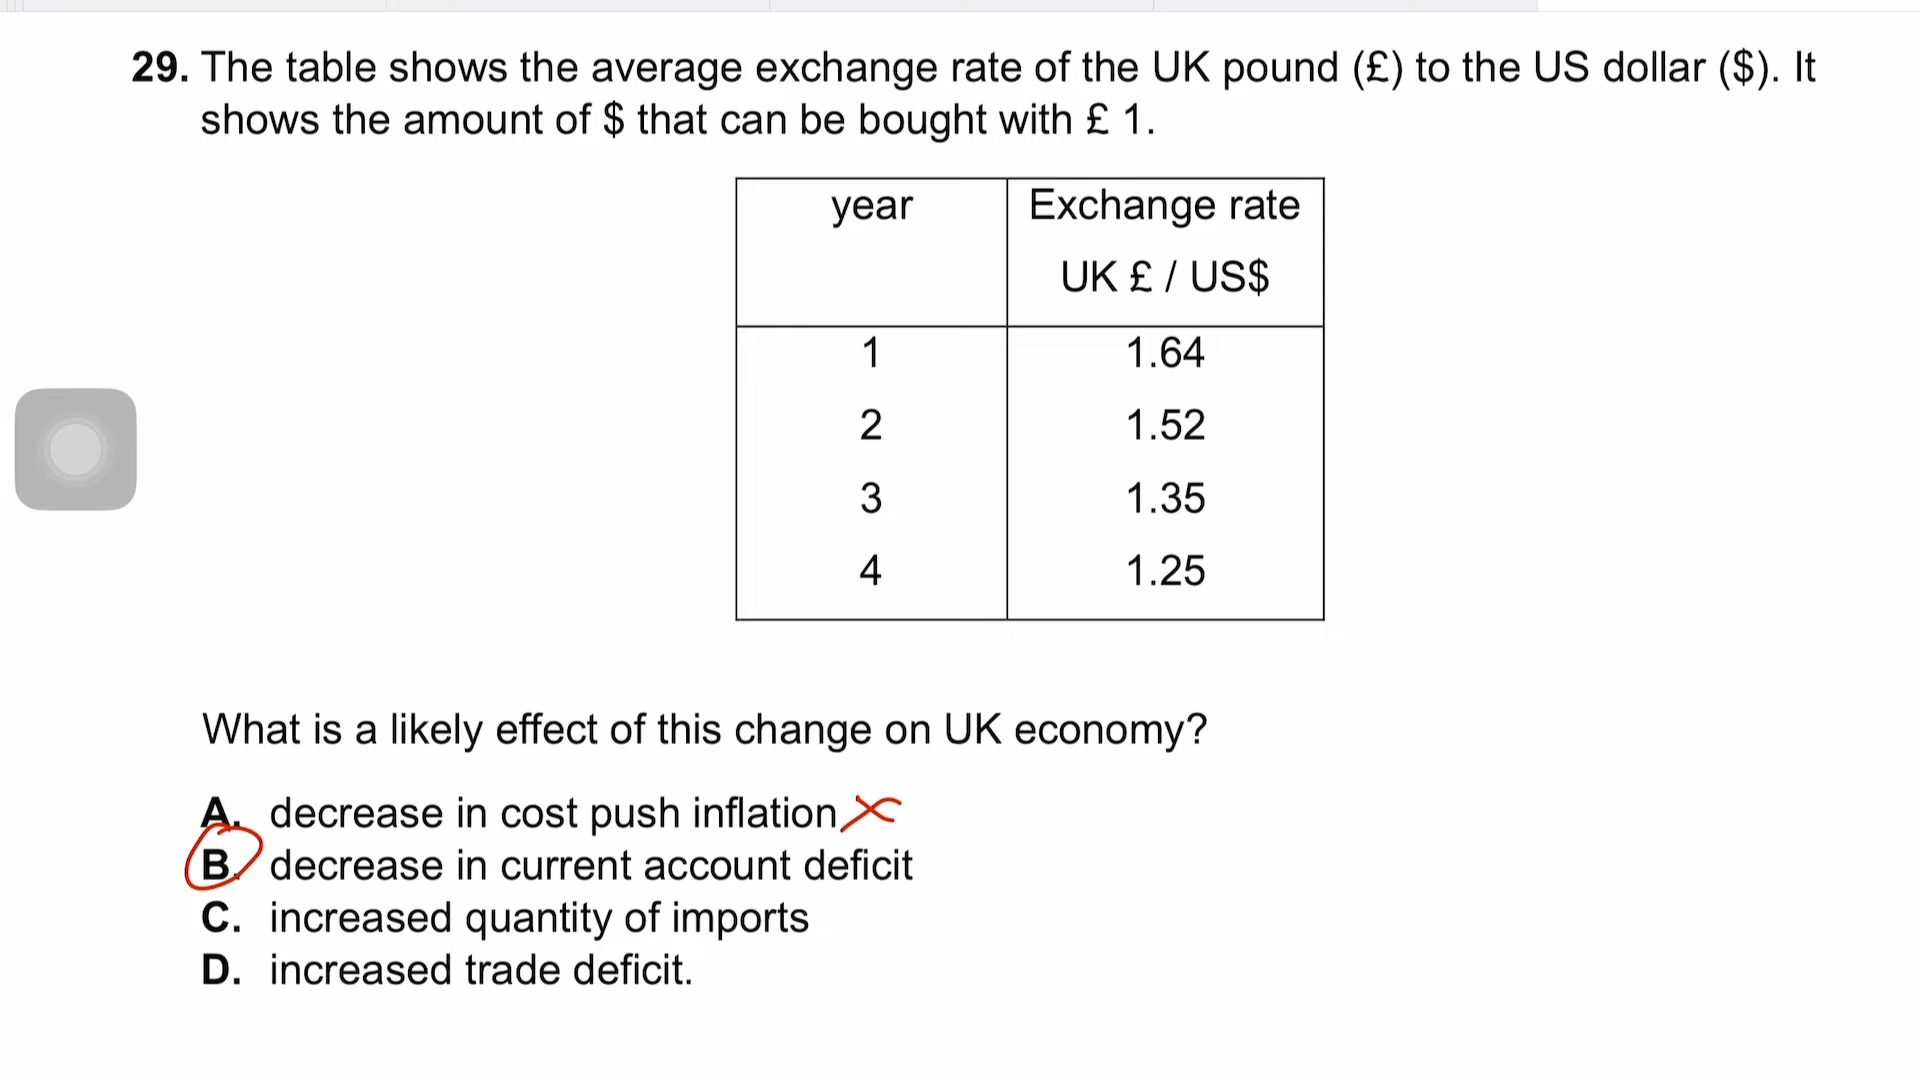 29. The table shows the average exchange rate of the UK pound (£) to the US dollar ($). It
shows the amount of $ that can be bought with £ 1.
year Exchange rate
UK £ / US$
1 1.64
2 1.52
3 1.35
4 1.25
What is a likely effect of this change on UK economy?
A. decrease in cost push inflation
B. decrease in current account deficit
C. increased quantity of imports
D. increased trade deficit.